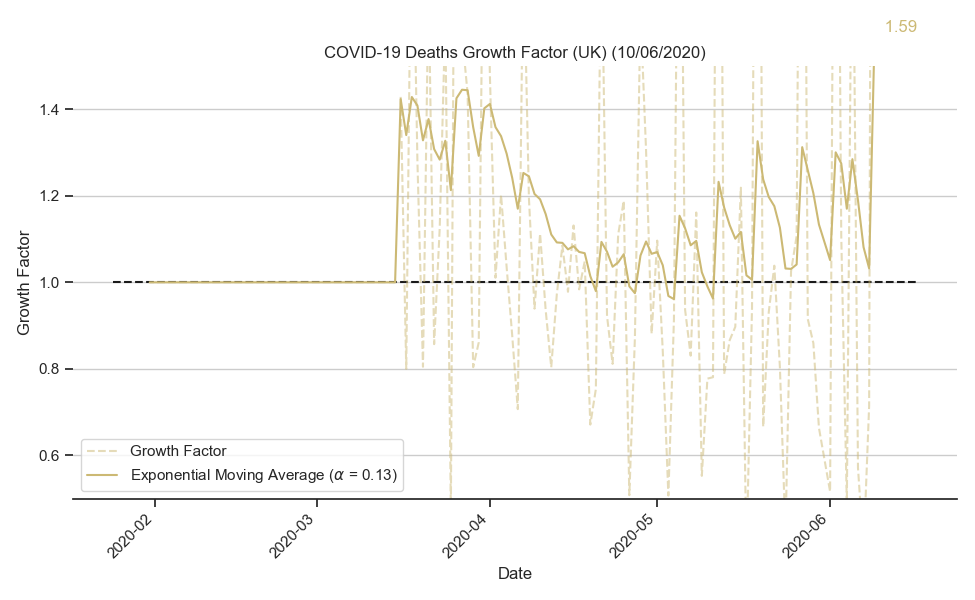 1.59
COVID-19 Deaths Growth Factor (UK) (10/06/2020)
Growth Factor
1.4
1.2
1.0
0.8
0.6
Growth Factor
Exponential Moving Average (α = 0.13)
2020-02
2020-03
2020-04
2020-05
2020-06
Date